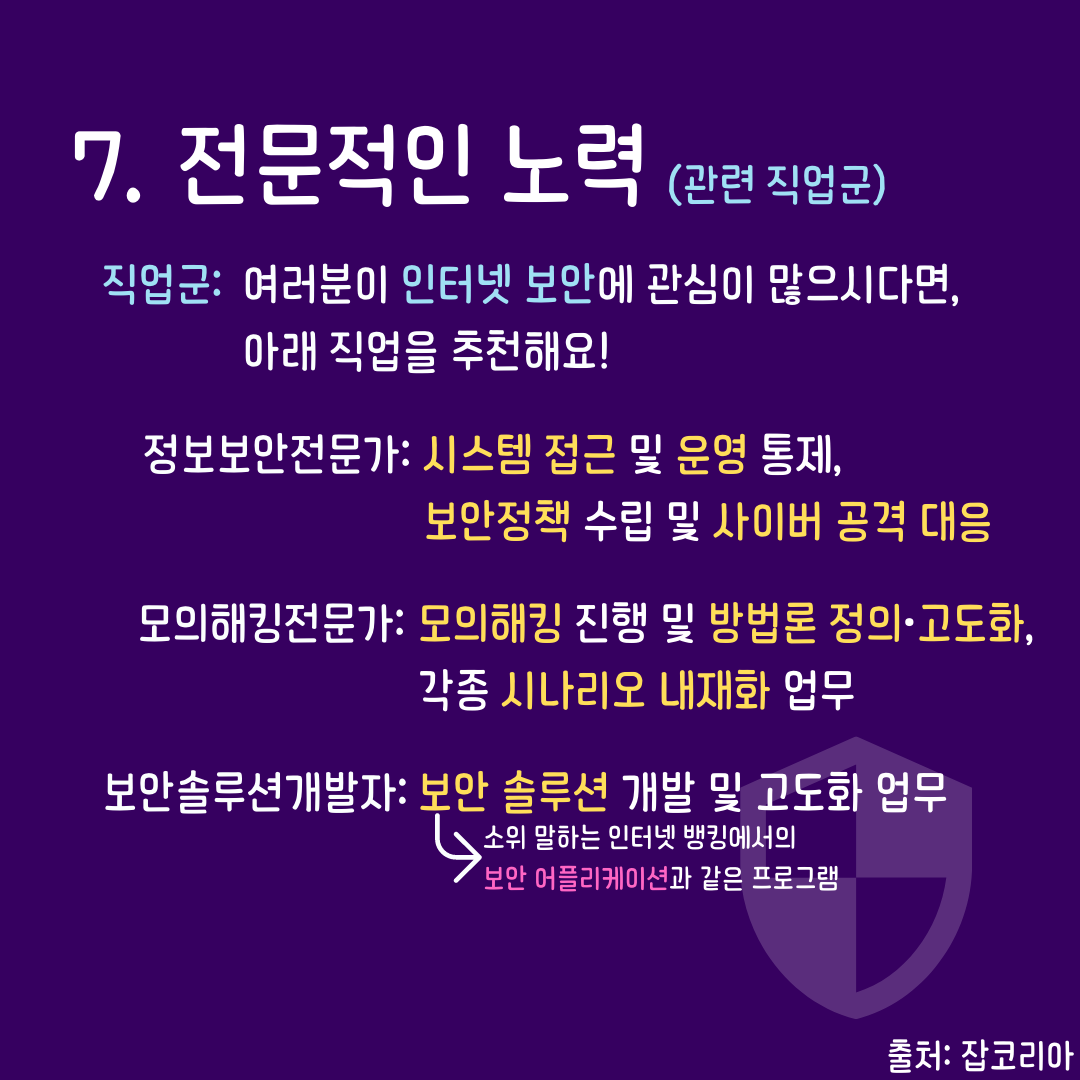 7. 전문적인 노력 (관련 직업군)
직업군: 여러분이 인터넷 보안에 관심이 많으시다면,
아래 직업을 추천해요!
정보보안전문가: 시스템 접근 및 운영 통제,
보안정책 수립 및 사이버 공격 대응
모의해킹전문가: 모의해킹 진행 및 방법론 정의•고도화,
각종 시나리오 내재화 업무
보안솔루션개발자: 보안 솔루션 개발 및 고도화 업무
소위 말하는 인터넷 뱅킹에서의
보안 어플리케이션과 같은 프로그램
출처: 잡코리아